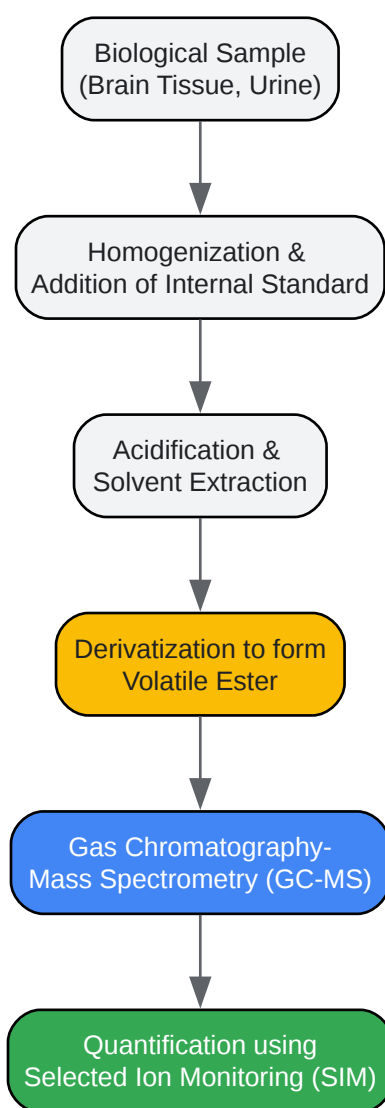 Biological Sample
(Brain Tissue, Urine)
Homogenization &
Addition of Internal Standard
Acidification &
Solvent Extraction
Derivatization to form
Volatile Ester
Gas Chromatography-
Mass Spectrometry (GC-MS)
Quantification using
Selected Ion Monitoring (SIM)